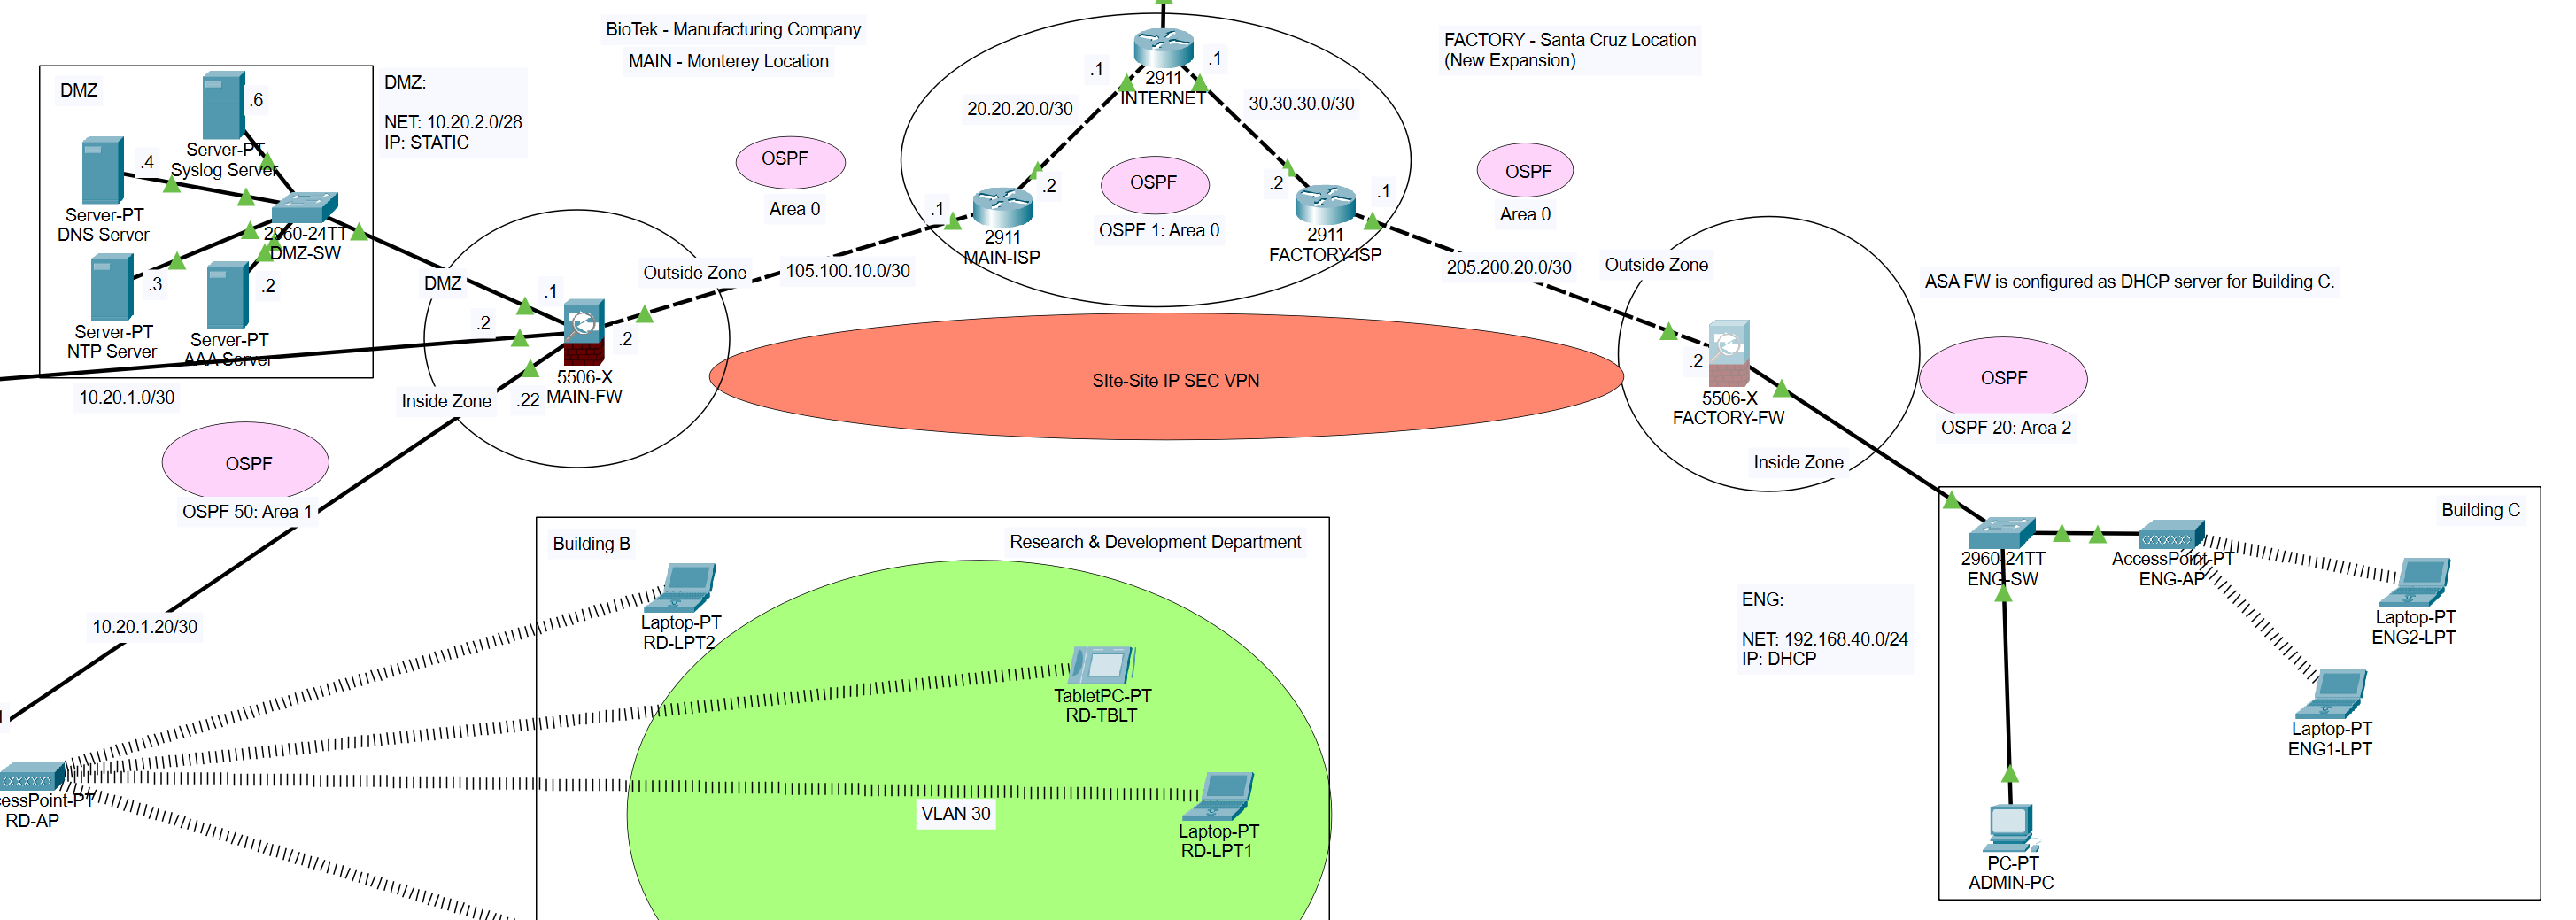 BioTek - Manufacturing Company
MAIN - Monterey Location
FACTORY - Santa Cruz Location
(New Expansion)
DMZ
.6
Server-PT
Syslog Server
.4
Server-PT
DNS Server
2960-24TT
DMZ-SW
.3
Server-PT
NTP Server
.2
Server-PT
AAA Server
DMZ:
NET: 10.20.2.0/28
IP: STATIC
OSPF
Area 0
.1
.1
2911
INTERNET
20.20.20.0/30
30.30.30.0/30
.2
.2
OSPF
OSPF 1: Area 0
.1
2911
MAIN-ISP
.1
2911
FACTORY-ISP
OSPF
Area 0
DMZ
Outside Zone
105.100.10.0/30
.1
.2
.2
Inside Zone
.22
5506-X
MAIN-FW
10.20.1.0/30
OSPF
OSPF 50: Area 1
10.20.1.20/30
SIte-Site IP SEC VPN
205.200.20.0/30
Outside Zone
.2
5506-X
FACTORY-FW
Inside Zone
ASA FW is configured as DHCP server for Building C.
OSPF
OSPF 20: Area 2
Building B
Research & Development Department
Laptop-PT
RD-LPT2
TabletPC-PT
RD-TBLT
VLAN 30
Laptop-PT
RD-LPT1
cessPoint-PT
RD-AP
ENG:
NET: 192.168.40.0/24
IP: DHCP
Building C
2960-24TT
ENG-SW
AccessPoint-PT
ENG-AP
Laptop-PT
ENG2-LPT
Laptop-PT
ENG1-LPT
PC-PT
ADMIN-PC